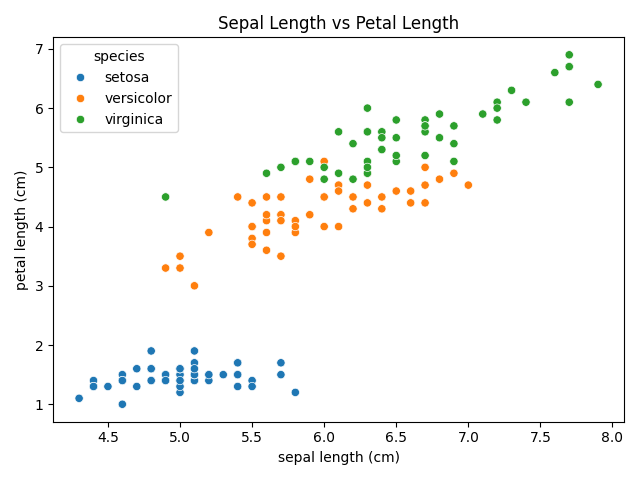 Sepal Length vs Petal Length
species
setosa
versicolor
virginica
petal length (cm)
7
6
5
4
3
2
1
4.5 5.0 5.5 6.0 6.5 7.0 7.5 8.0
sepal length (cm)